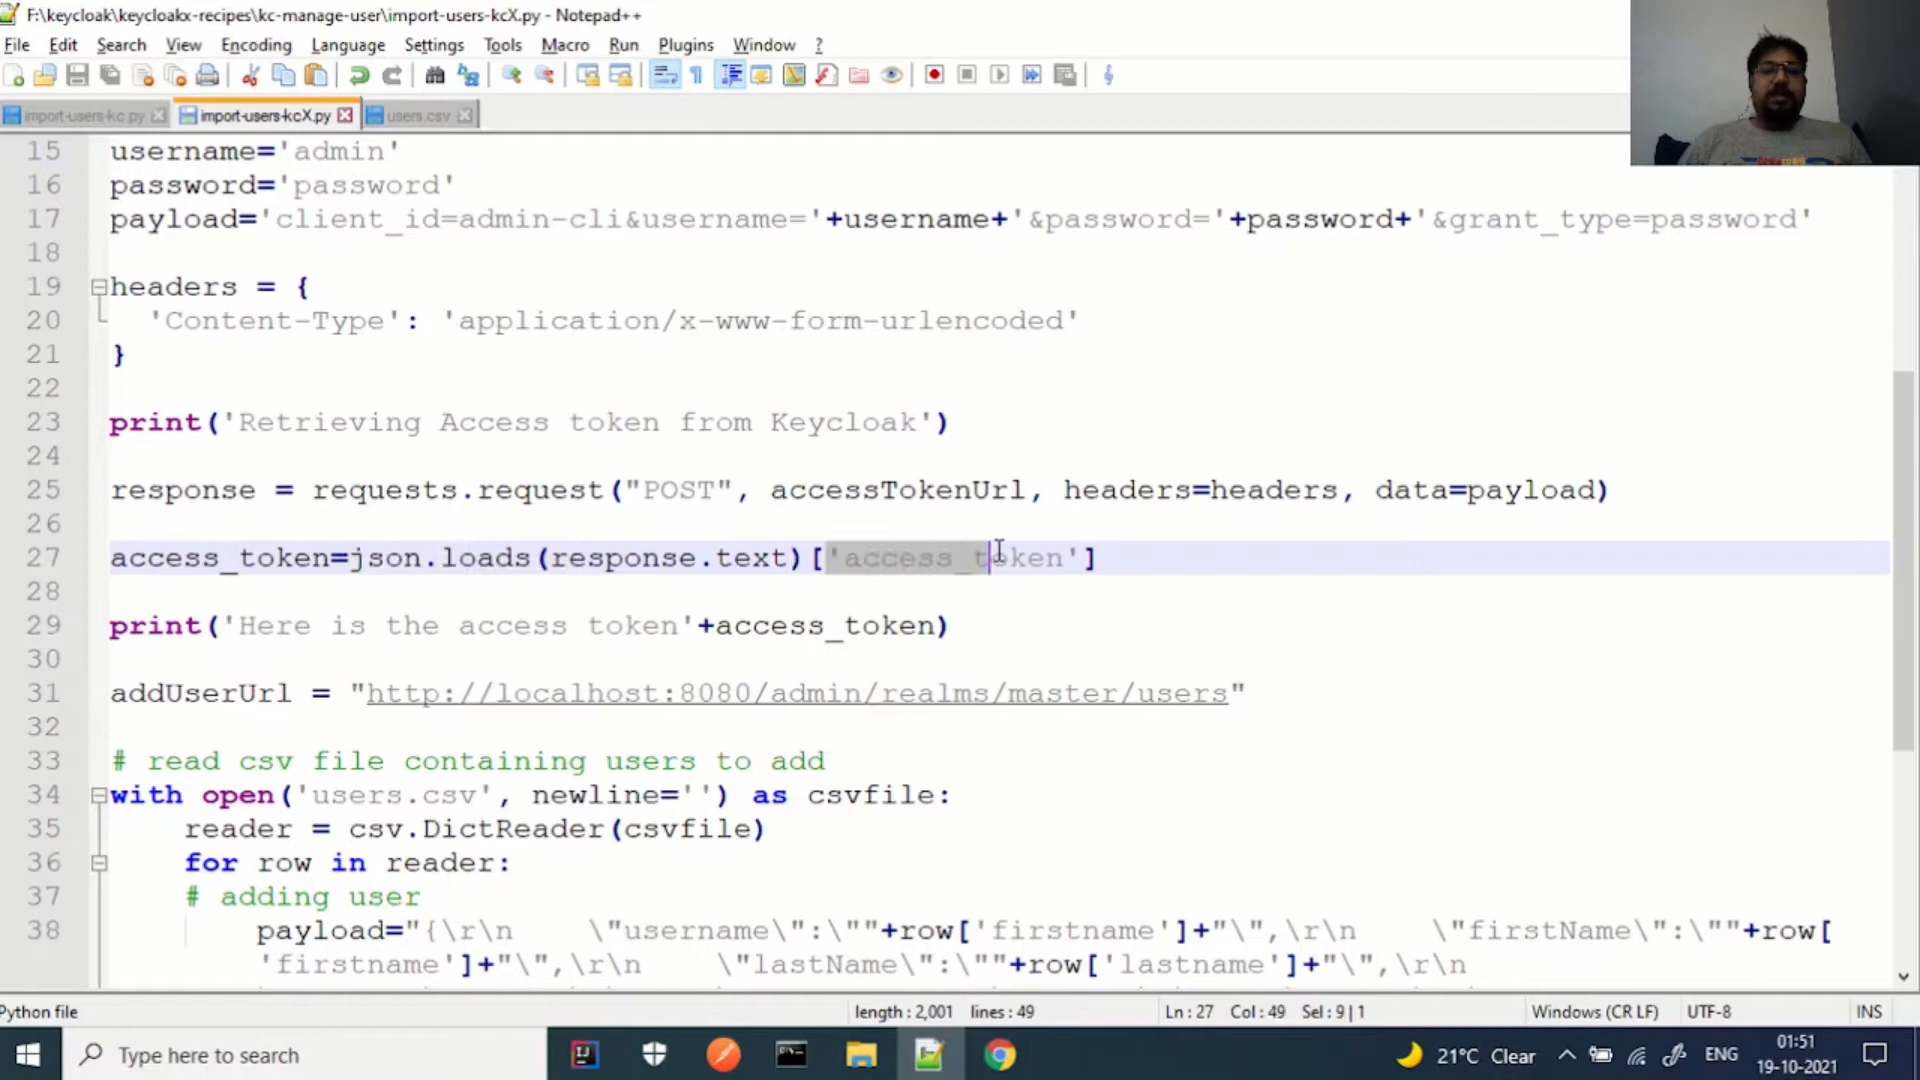 F:\keycloak\keycloakx-recipes\kc-manage-user\import-users-kcX.py - Notepad++
File Edit Search View Encoding Language Settings Tools Macro Run Plugins Window ?
import-users-kc.py import-users-kcX.py users.csv
15 username='admin'
16 password='password'
17 payload='client_id=admin-cli&username='+username+'&password='+password+'&grant_type=password'
18
19 headers = {
20 'Content-Type': 'application/x-www-form-urlencoded'
21 }
22
23 print('Retrieving Access token from Keycloak')
24
25 response = requests.request("POST", accessTokenUrl, headers=headers, data=payload)
26
27 access_token=json.loads(response.text)['access_token']
28
29 print('Here is the access token'+access_token)
30
31 addUserUrl = "http://localhost:8080/admin/realms/master/users"
32
33 # read csv file containing users to add
34 with open('users.csv', newline='') as csvfile:
35 reader = csv.DictReader(csvfile)
36 for row in reader:
37 # adding user
38 payload="{\r\n \"username\":\""+row['firstname']+"\",\r\n \"firstName\":\""+row[
'firstname']+"\",\r\n \"lastName\":\""+row['lastname']+"\",\r\n
Python file length : 2,001 lines : 49 Ln : 27 Col : 49 Sel : 9 | 1 Windows (CR LF) UTF-8 INS
Type here to search 21°C Clear ENG 01:51
19-10-2021